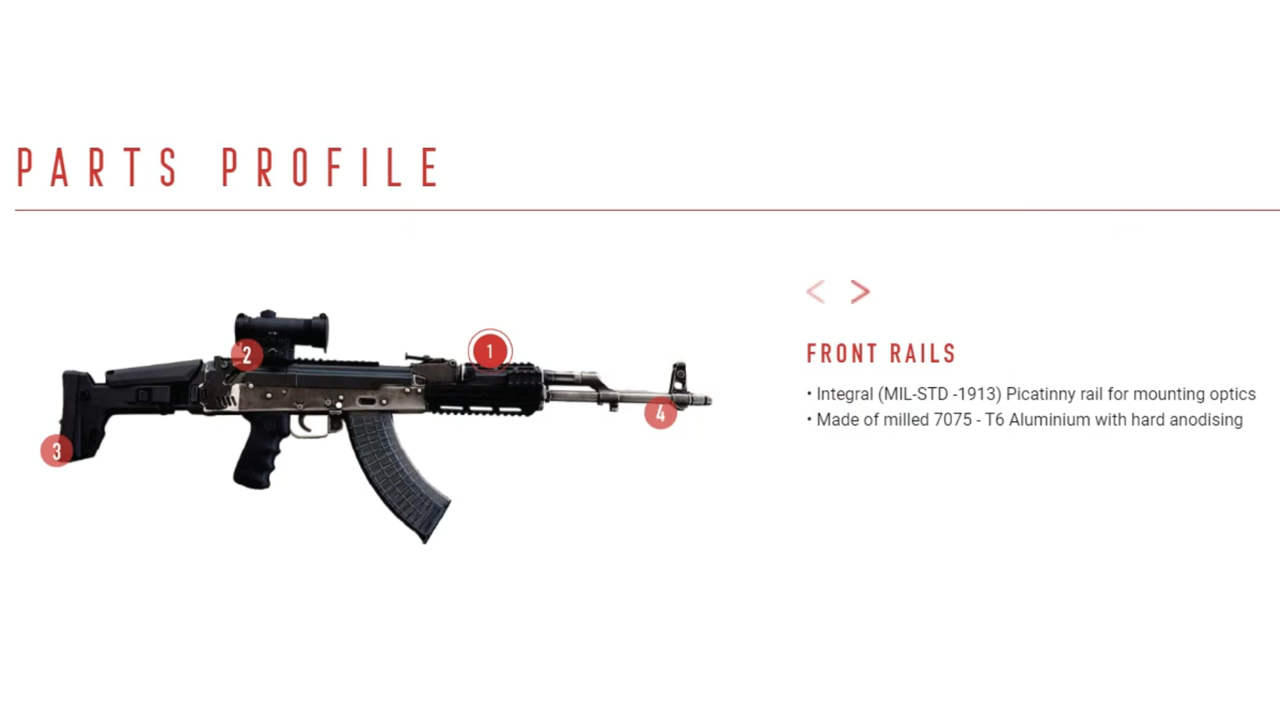 PARTS PROFILE
1
2
3
4
< >
FRONT RAILS
• Integral (MIL-STD -1913) Picatinny rail for mounting optics
• Made of milled 7075 - T6 Aluminium with hard anodising